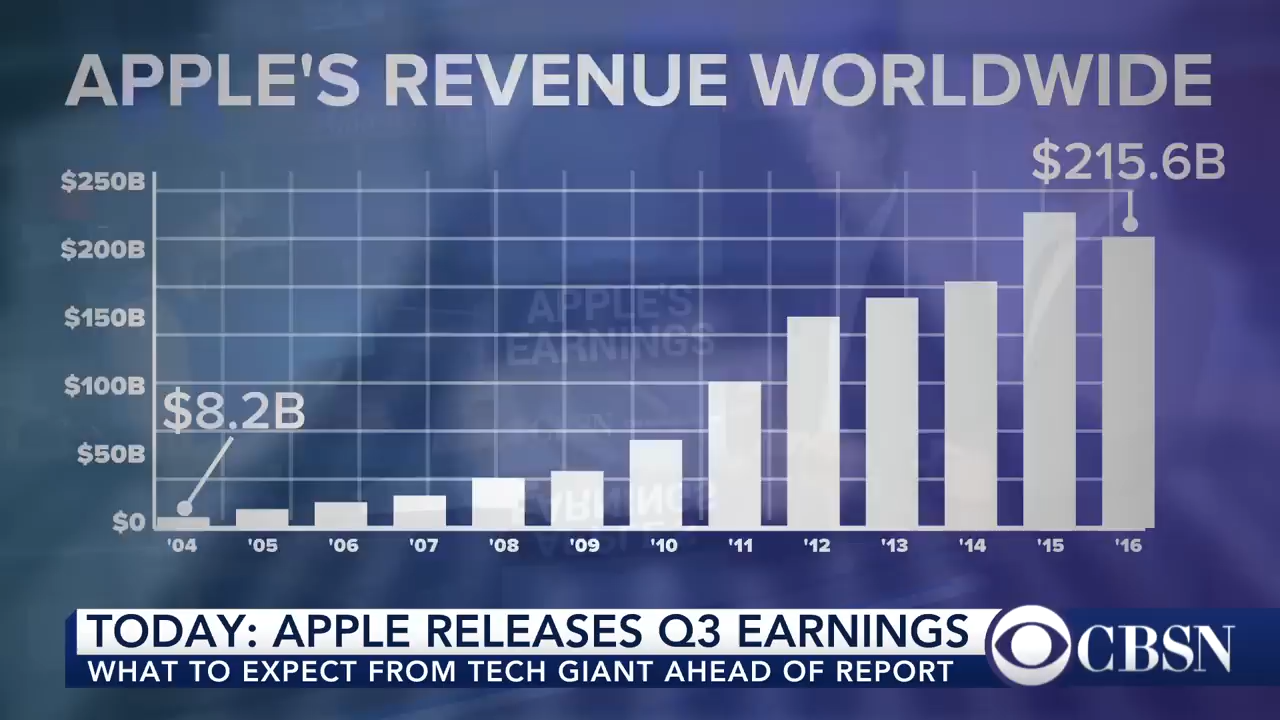 APPLE'S REVENUE WORLDWIDE
$215.6B
$250B
$200B
$150B
APPLE'S
EARNINGS
$100B
$8.2B
$50B
$0
'04 '05 '06 '07 '08 '09 '10 '11 '12 '13 '14 '15 '16
TODAY: APPLE RELEASES Q3 EARNINGS
WHAT TO EXPECT FROM TECH GIANT AHEAD OF REPORT
CBSN